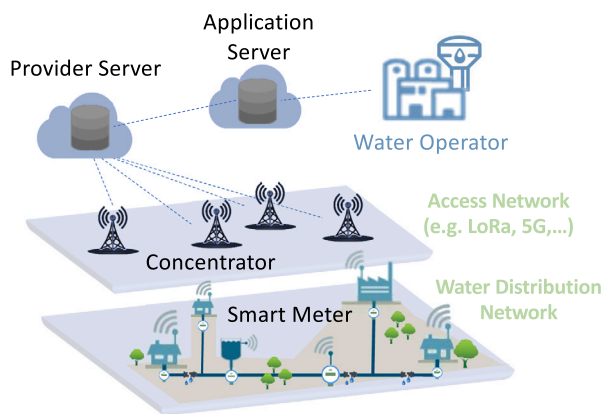 Application
Server
Provider Server
Water Operator
Access Network
(e.g. LoRa, 5G,...)
Concentrator
Water Distribution
Network
Smart Meter